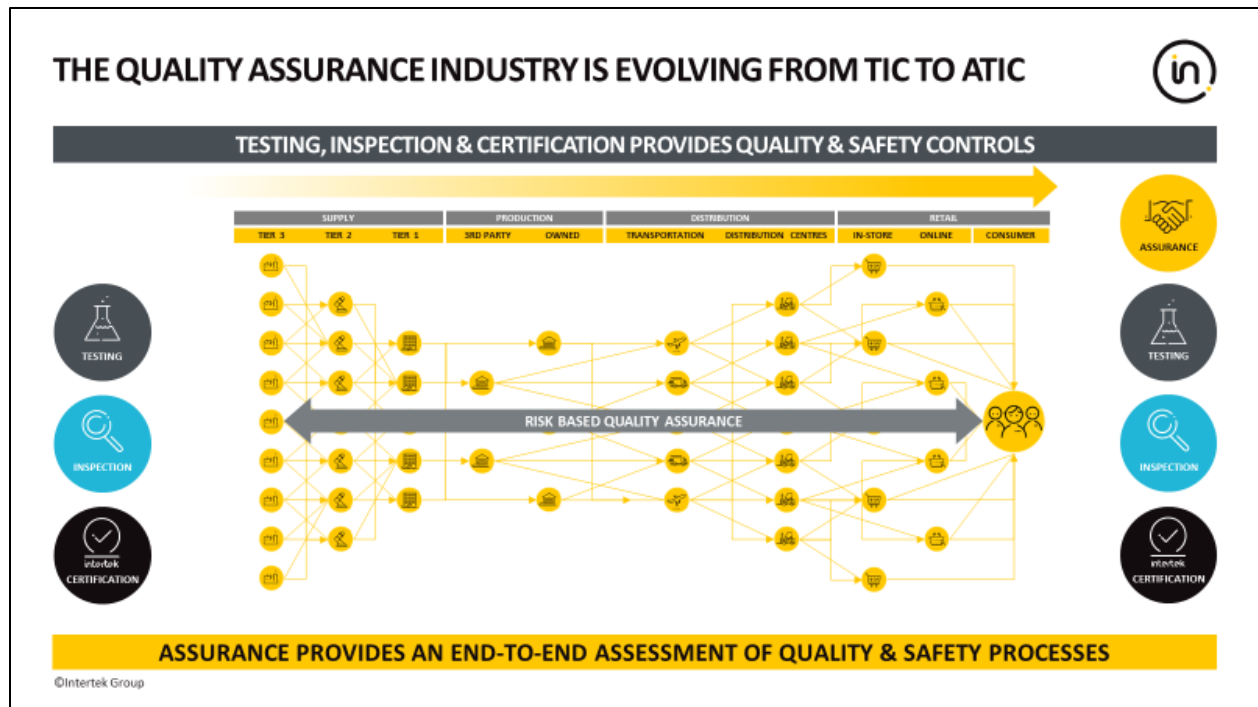 THE QUALITY ASSURANCE INDUSTRY IS EVOLVING FROM TIC TO ATIC
in
TESTING, INSPECTION & CERTIFICATION PROVIDES QUALITY & SAFETY CONTROLS
SUPPLY PRODUCTION DISTRIBUTION RETAIL
TIER 3 TIER 2 TIER 1 3RD PARTY OWNED TRANSPORTATION DISTRIBUTION CENTRES IN-STORE ONLINE CONSUMER
ASSURANCE
TESTING
TESTING
RISK BASED QUALITY ASSURANCE
INSPECTION
INSPECTION
intertek
CERTIFICATION
intertek
CERTIFICATION
ASSURANCE PROVIDES AN END-TO-END ASSESSMENT OF QUALITY & SAFETY PROCESSES
©Intertek Group